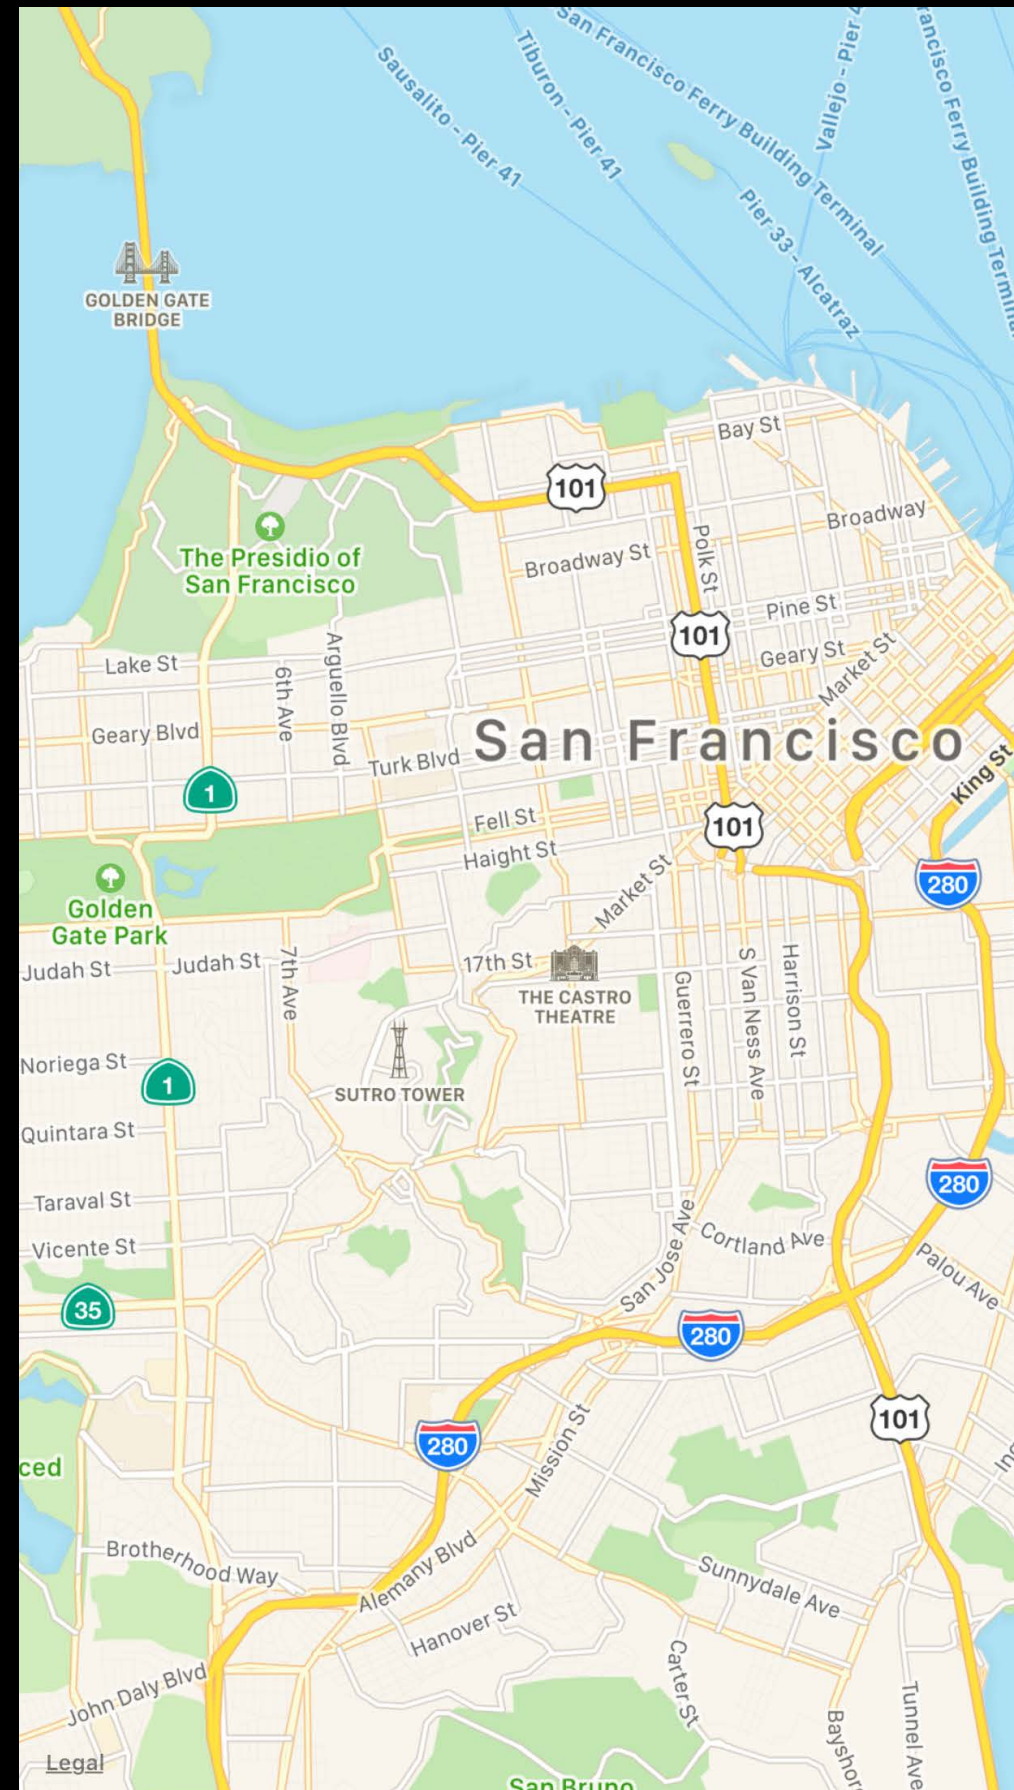 San Francisco Ferry Building Terminal
Vallejo - Pier 4
Sausalito - Pier 41
Tiburon - Pier 41
Pier 33 - Alcatraz
GOLDEN GATE
BRIDGE
Bay St
101
Broadway
Polk St
The Presidio of
San Francisco
Broadway St
Pine St
101
Lake St
6th Ave
Arguello Blvd
Geary St
Market St
Geary Blvd
Turk Blvd
San Francisco
King St
1
Fell St
101
Haight St
280
Golden
Gate Park
Market St
Judah St
Judah St
7th Ave
17th St
THE CASTRO
THEATRE
Guerrero St
S Van Ness Ave
Harrison St
Noriega St
1
SUTRO TOWER
Quintara St
280
Taraval St
Vicente St
San Jose Ave
Cortland Ave
Palou Ave
35
280
101
280
Mission St
ced
Brotherhood Way
Alemany Blvd
Sunnydale Ave
Hanover St
Carter St
John Daly Blvd
Tunnel Ave
Legal
San Bruno